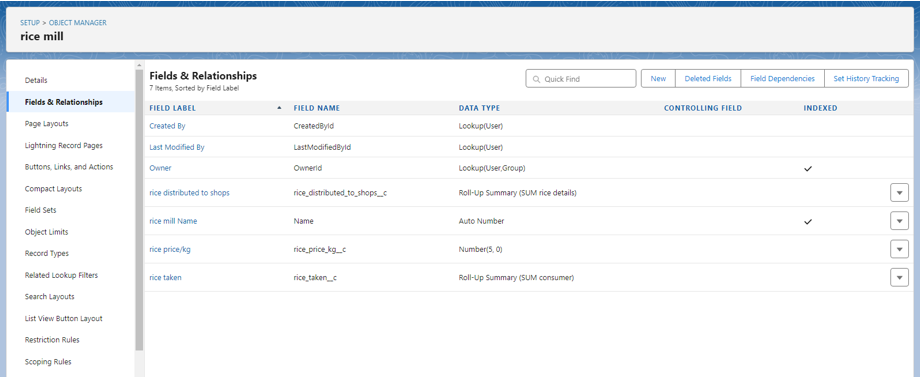 SETUP > OBJECT MANAGER
rice mill
Details
Fields & Relationships
Page Layouts
Lightning Record Pages
Buttons, Links, and Actions
Compact Layouts
Field Sets
Object Limits
Record Types
Related Lookup Filters
Search Layouts
List View Button Layout
Restriction Rules
Scoping Rules
Fields & Relationships
7 Items, Sorted by Field Label
Quick Find
New Deleted Fields Field Dependencies Set History Tracking
FIELD LABEL FIELD NAME DATA TYPE CONTROLLING FIELD INDEXED
Created By CreatedById Lookup(User)
Last Modified By LastModifiedById Lookup(User)
Owner OwnerId Lookup(User,Group)
rice distributed to shops rice_distributed_to_shops__c Roll-Up Summary (SUM rice details)
rice mill Name Name Auto Number
rice price/kg rice_price_kg__c Number(5, 0)
rice taken rice_taken__c Roll-Up Summary (SUM consumer)